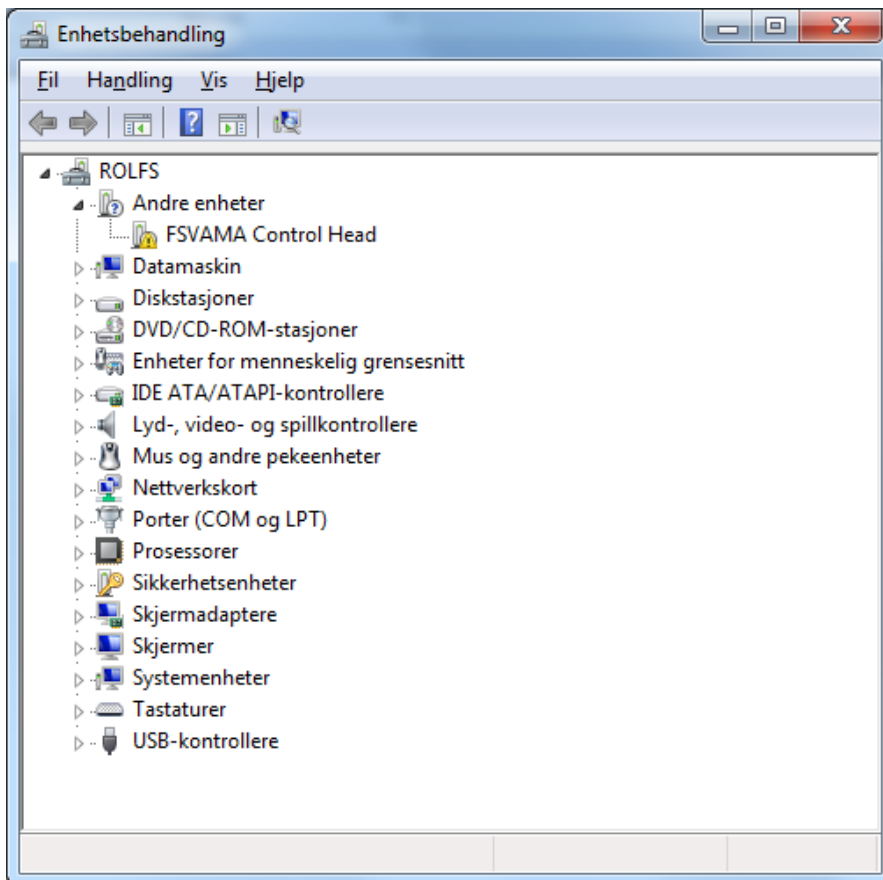 Enhetsbehandling
Fil Handling Vis Hjelp
ROLFS
Andre enheter
FSVAMA Control Head
Datamaskin
Diskstasjoner
DVD/CD-ROM-stasjoner
Enheter for menneskelig grensesnitt
IDE ATA/ATAPI-kontrollere
Lyd-, video- og spillkontrollere
Mus og andre pekeenheter
Nettverkskort
Porter (COM og LPT)
Prosessorer
Sikkerhetsenheter
Skjermadaptere
Skjermer
Systemenheter
Tastaturer
USB-kontrollere